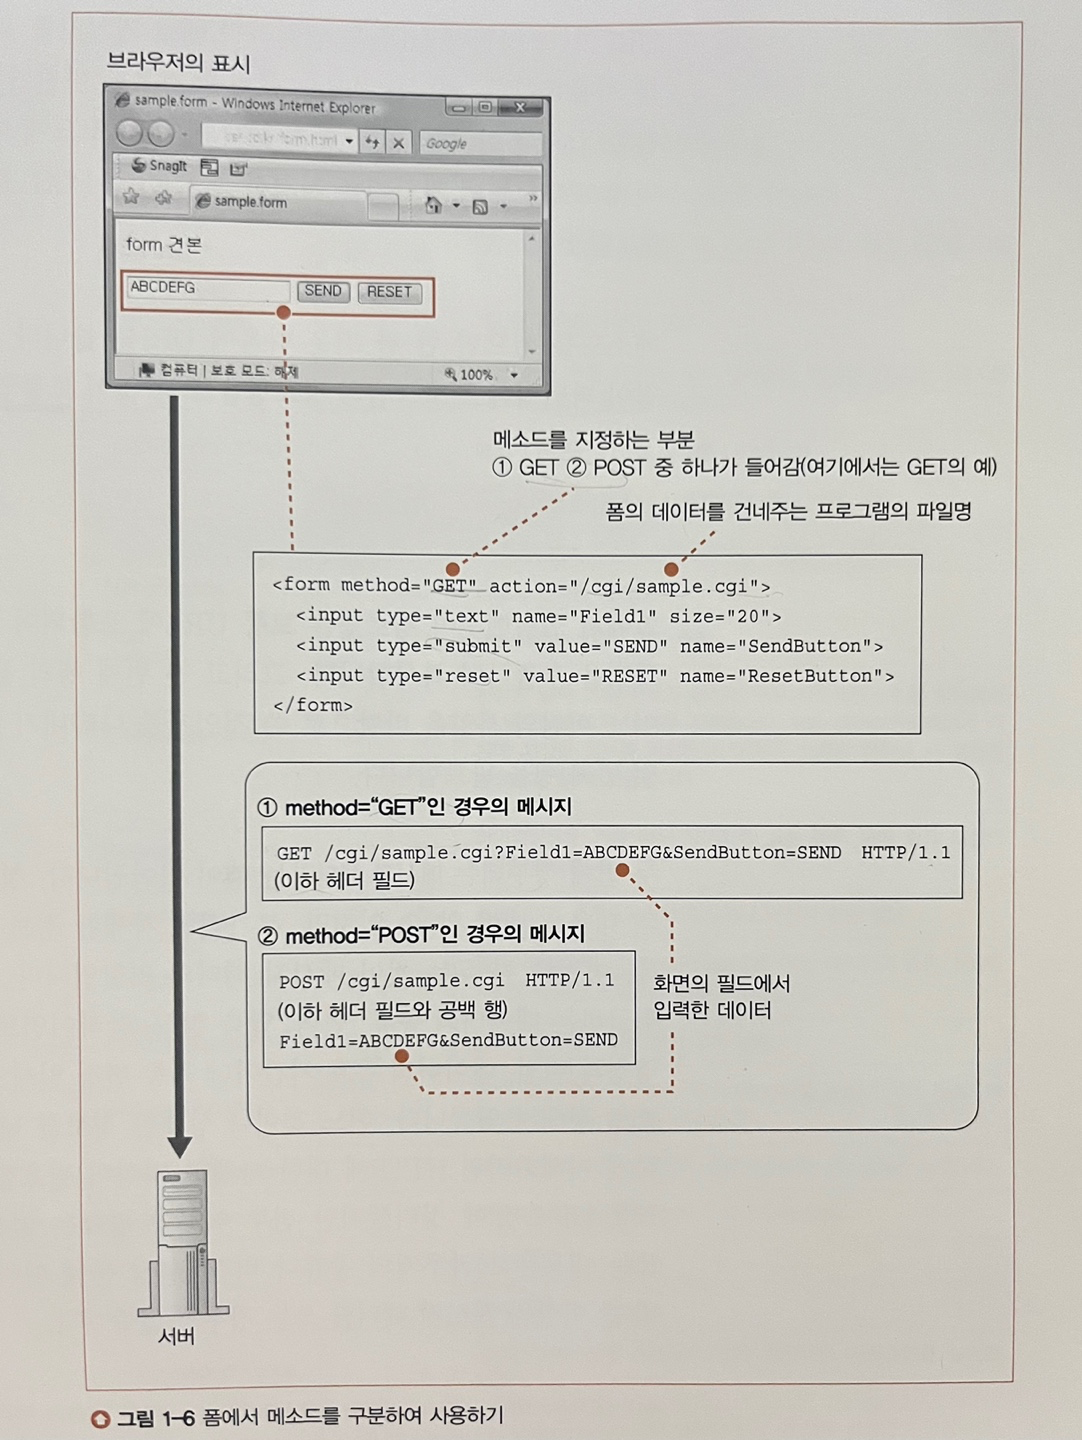 브라우저의 표시
sample.form - Windows Internet Explorer
form.html
Google
SnagIt
sample.form
form 견본
ABCDEFG SEND RESET
컴퓨터 | 보호 모드: 해제 100%
메소드를 지정하는 부분
① GET ② POST 중 하나가 들어감(여기에서는 GET의 예)
폼의 데이터를 건네주는 프로그램의 파일명
<form method="GET" action="/cgi/sample.cgi">
<input type="text" name="Field1" size="20">
<input type="submit" value="SEND" name="SendButton">
<input type="reset" value="RESET" name="ResetButton">
</form>
① method=“GET”인 경우의 메시지
GET /cgi/sample.cgi?Field1=ABCDEFG&SendButton=SEND HTTP/1.1
(이하 헤더 필드)
② method=“POST”인 경우의 메시지
POST /cgi/sample.cgi HTTP/1.1
(이하 헤더 필드와 공백 행)
Field1=ABCDEFG&SendButton=SEND
화면의 필드에서
입력한 데이터
서버
그림 1-6 폼에서 메소드를 구분하여 사용하기